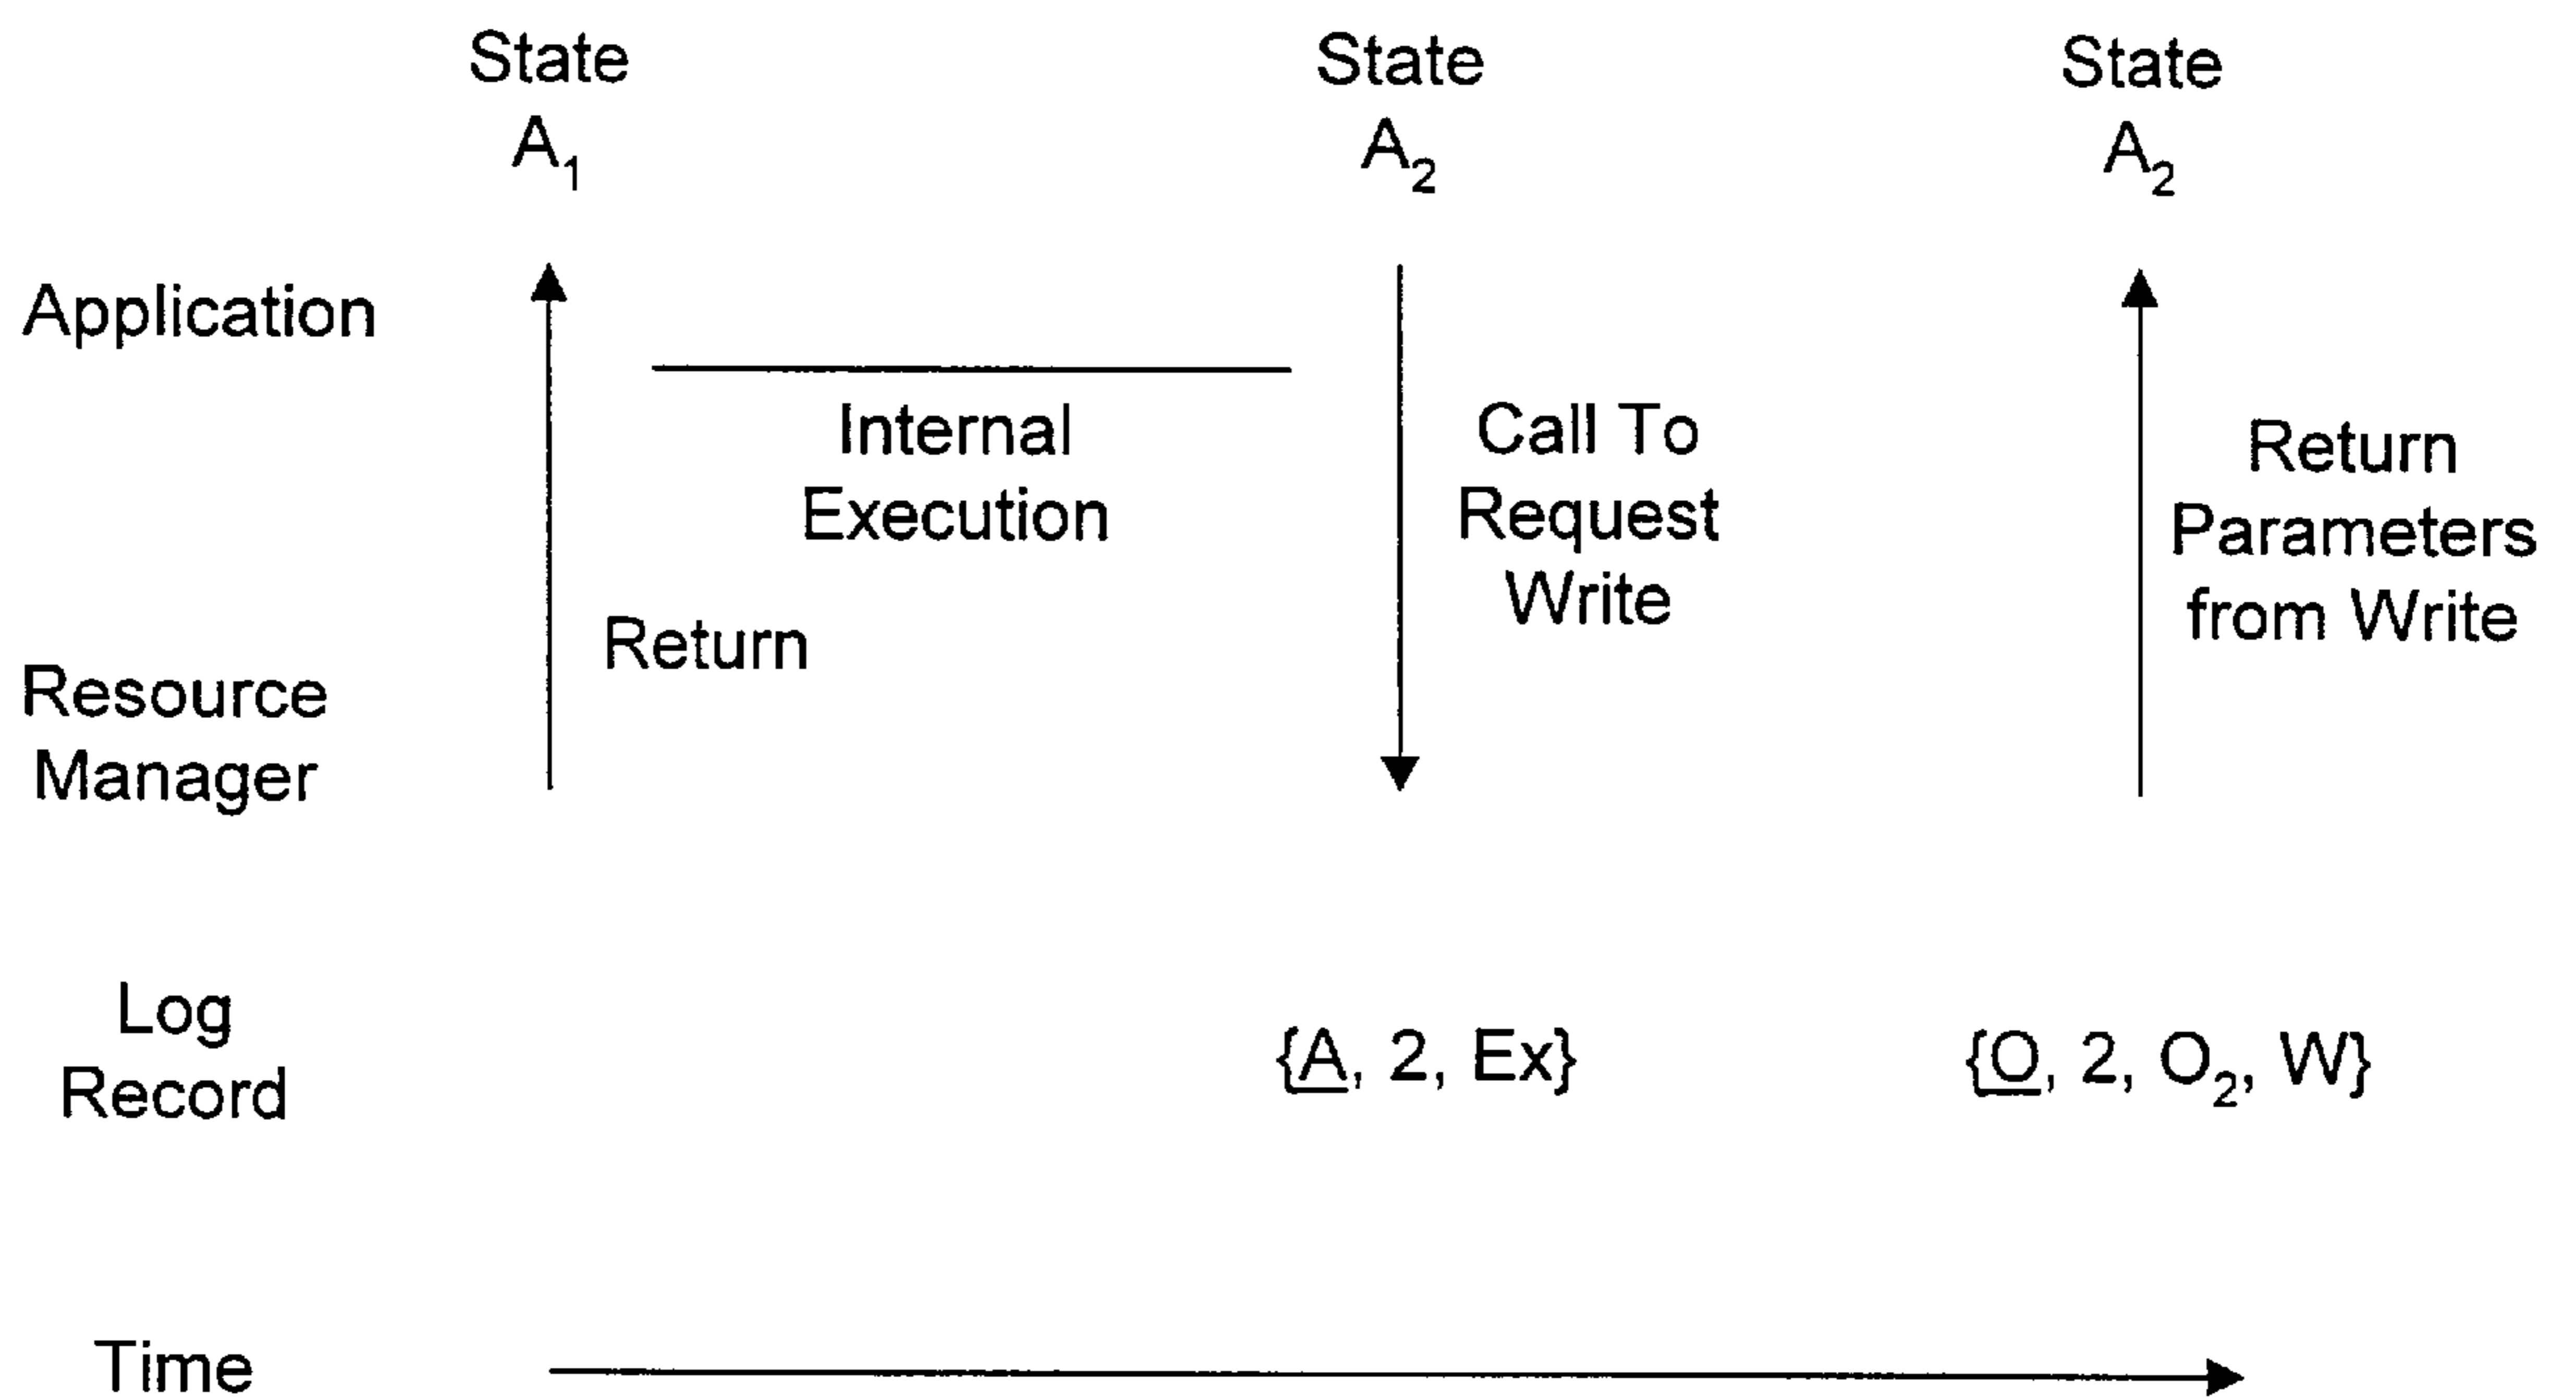 State
A₁
State
A₂
State
A₂
Application
Internal
Execution
Call To
Request
Write
Return
Parameters
from Write
Return
Resource
Manager
Log
Record
{A, 2, Ex}
{O, 2, O₂, W}
Time